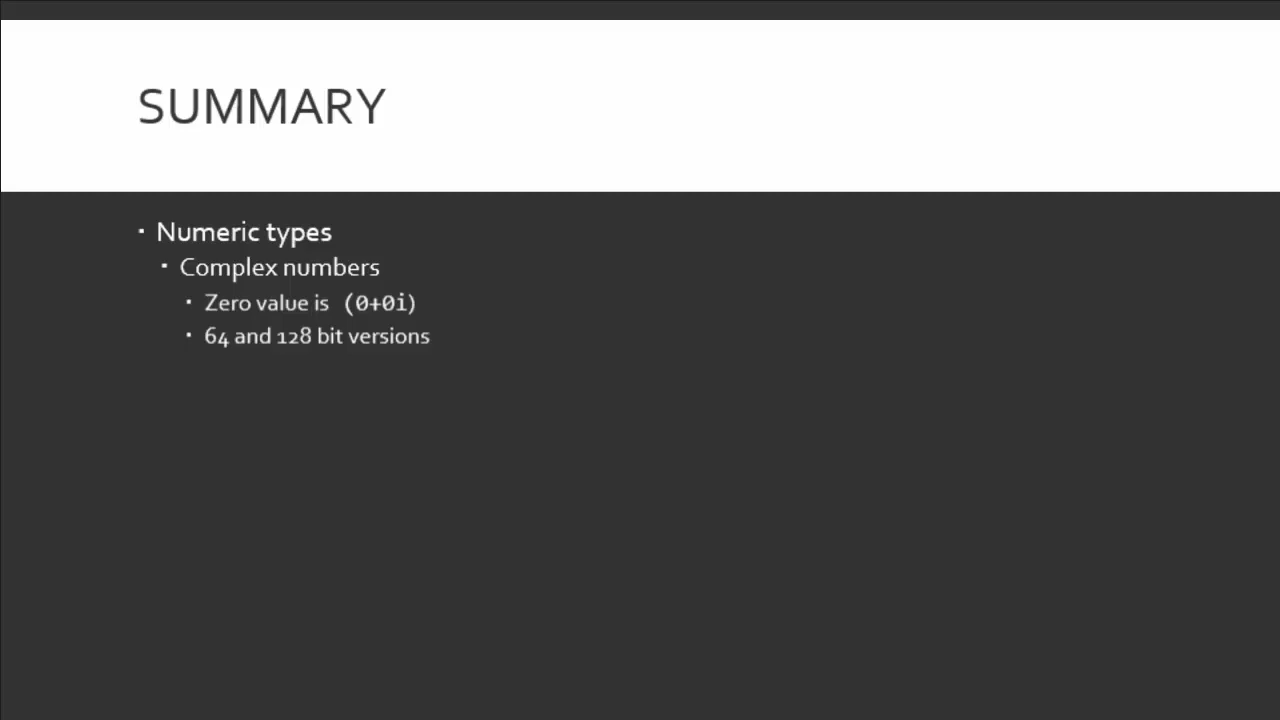 SUMMARY
▪ Numeric types
▪ Complex numbers
▪ Zero value is (0+0i)
▪ 64 and 128 bit versions